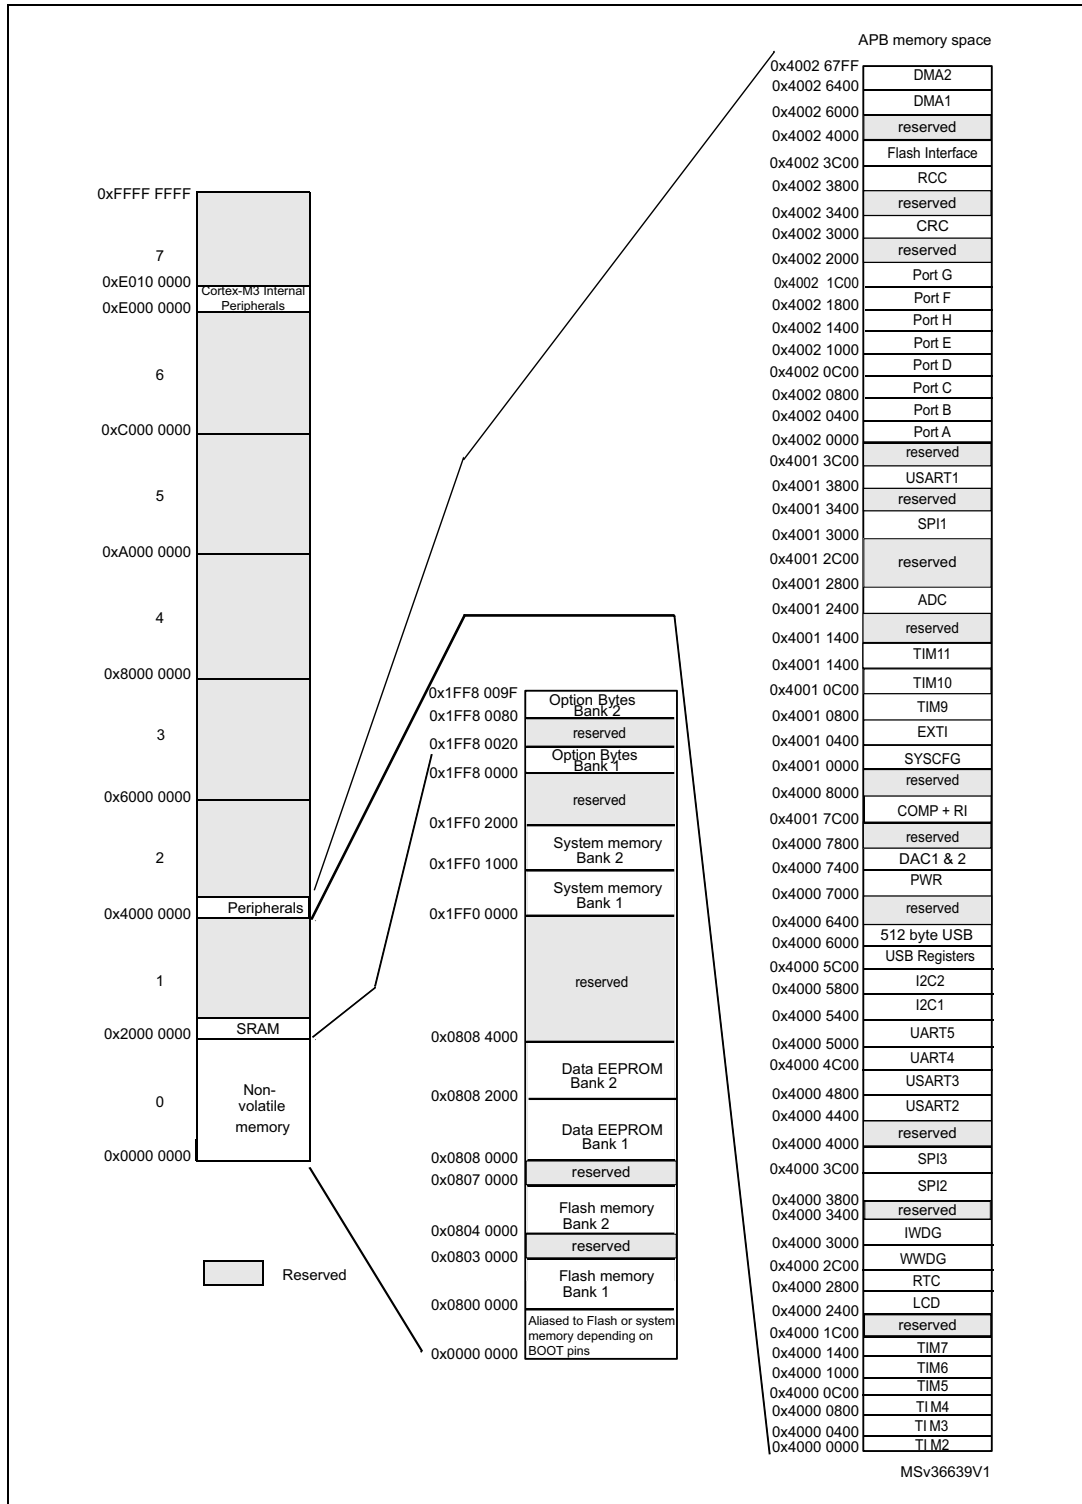 APB memory space
0x4002 67FF
DMA2
0x4002 6400
DMA1
0x4002 6000
reserved
0x4002 4000
Flash Interface
0x4002 3C00
RCC
0x4002 3800
reserved
0x4002 3400
CRC
0x4002 3000
reserved
0x4002 2000
Port G
0x4002 1C00
Port F
0x4002 1800
Port H
0x4002 1400
Port E
0x4002 1000
Port D
0x4002 0C00
Port C
0x4002 0800
Port B
0x4002 0400
Port A
0x4002 0000
reserved
0x4001 3C00
USART1
0x4001 3800
reserved
0x4001 3400
SPI1
0x4001 3000
0x4001 2C00
reserved
0x4001 2800
ADC
0x4001 2400
reserved
0x4001 1400
TIM11
0x4001 1400
TIM10
0x4001 0C00
TIM9
0x4001 0800
EXTI
0x4001 0400
SYSCFG
0x4001 0000
reserved
0x4000 8000
COMP + RI
0x4001 7C00
reserved
0x4000 7800
DAC1 & 2
0x4000 7400
PWR
0x4000 7000
reserved
0x4000 6400
512 byte USB
0x4000 6000
USB Registers
0x4000 5C00
I2C2
0x4000 5800
I2C1
0x4000 5400
UART5
0x4000 5000
UART4
0x4000 4C00
USART3
0x4000 4800
USART2
0x4000 4400
reserved
0x4000 4000
SPI3
0x4000 3C00
SPI2
0x4000 3800
reserved
0x4000 3400
IWDG
0x4000 3000
WWDG
0x4000 2C00
RTC
0x4000 2800
LCD
0x4000 2400
reserved
0x4000 1C00
TIM7
0x4000 1400
TIM6
0x4000 1000
TIM5
0x4000 0C00
TIM4
0x4000 0800
TIM3
0x4000 0400
TIM2
0x4000 0000
0xFFFF FFFF
7
0xE010 0000
Cortex-M3 Internal
Peripherals
0xE000 0000
6
0xC000 0000
5
0xA000 0000
4
0x8000 0000
3
0x6000 0000
2
Peripherals
0x4000 0000
1
SRAM
0x2000 0000
Non-
volatile
memory
0
0x0000 0000
Reserved
0x1FF8 009F
Option Bytes
Bank 2
0x1FF8 0080
reserved
0x1FF8 0020
Option Bytes
Bank 1
0x1FF8 0000
reserved
0x1FF0 2000
System memory
Bank 2
0x1FF0 1000
System memory
Bank 1
0x1FF0 0000
reserved
0x0808 4000
Data EEPROM
Bank 2
0x0808 2000
Data EEPROM
Bank 1
0x0808 0000
reserved
0x0807 0000
Flash memory
Bank 2
0x0804 0000
reserved
0x0803 0000
Flash memory
Bank 1
0x0800 0000
Aliased to Flash or system
memory depending on
BOOT pins
0x0000 0000
MSv36639V1